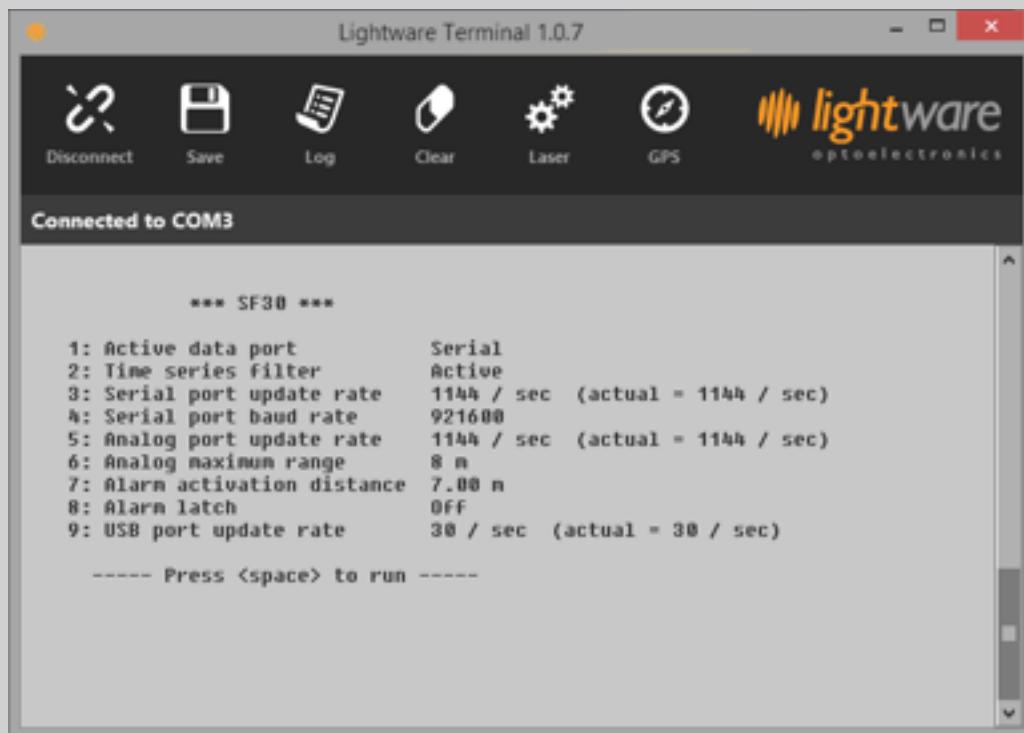 Lightware Terminal 1.0.7
Disconnect Save Log Clear Laser GPS
lightware
optoelectronics
Connected to COM3
*** SF30 ***
1: Active data port Serial
2: Time series filter Active
3: Serial port update rate 1144 / sec (actual = 1144 / sec)
4: Serial port baud rate 921600
5: Analog port update rate 1144 / sec (actual = 1144 / sec)
6: Analog maximum range 8 m
7: Alarm activation distance 7.00 m
8: Alarm latch Off
9: USB port update rate 30 / sec (actual = 30 / sec)
----- Press <space> to run -----